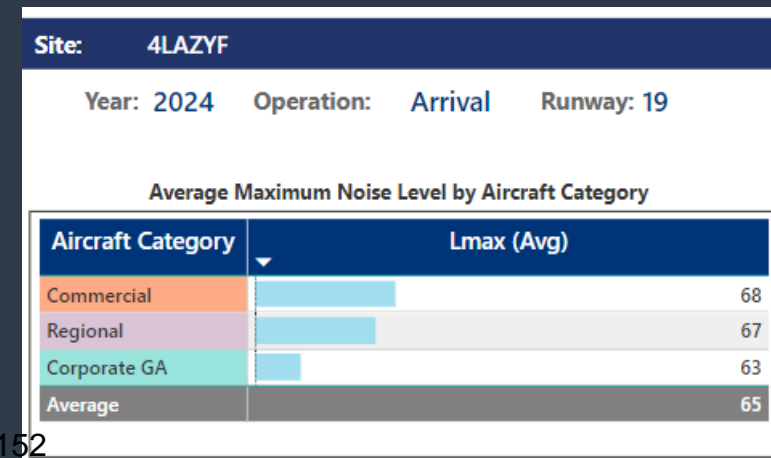 Site: 4LAZYF
Year: 2024 Operation: Arrival Runway: 19
Average Maximum Noise Level by Aircraft Category
Aircraft Category Lmax (Avg)
Commercial 68
Regional 67
Corporate GA 63
Average 65
152